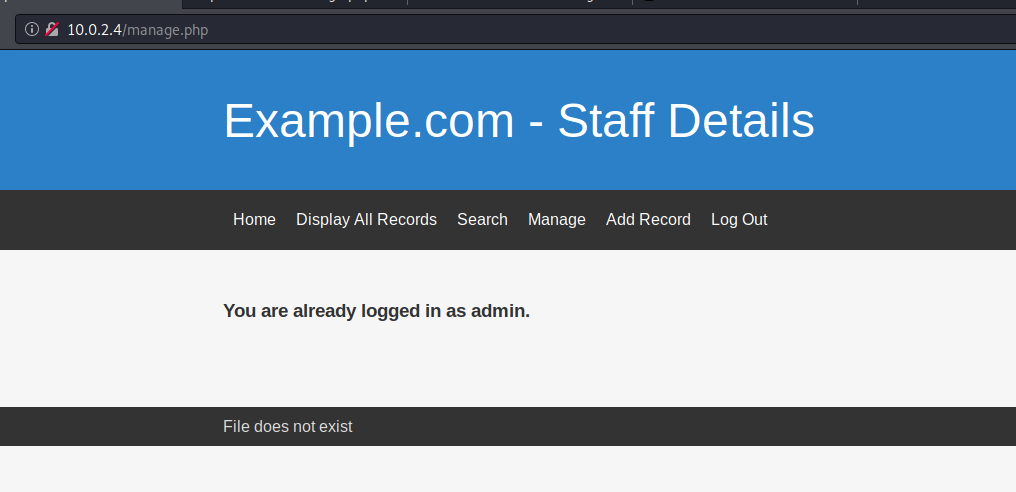 10.0.2.4/manage.php
Example.com - Staff Details
Home Display All Records Search Manage Add Record Log Out
You are already logged in as admin.
File does not exist